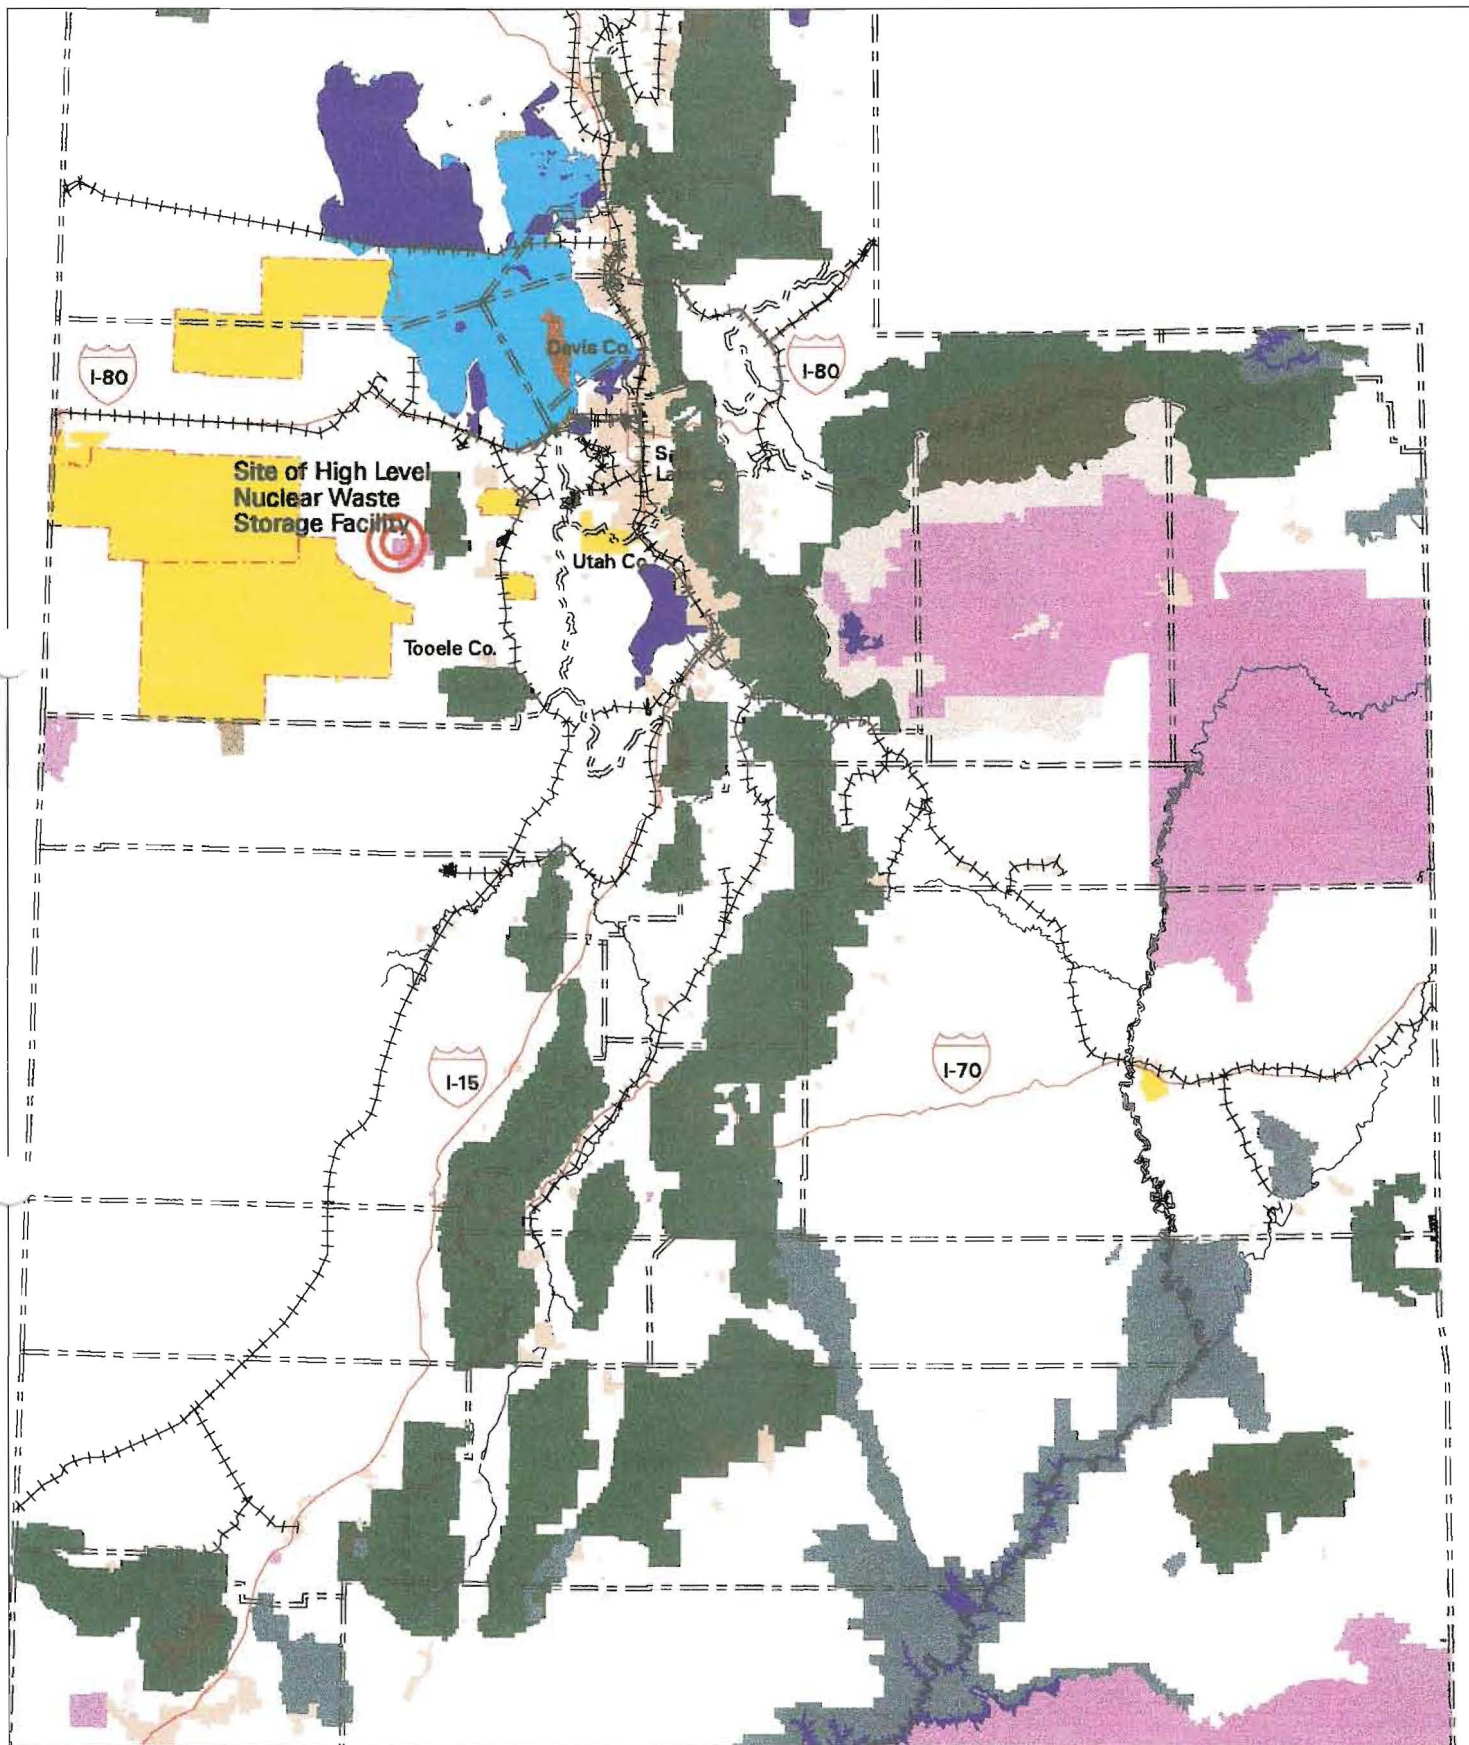 Davis Co.
I-80
I-80
Site of High Level
Nuclear Waste
Storage Facility
Utah Co
Tooele Co.
I-15
I-70